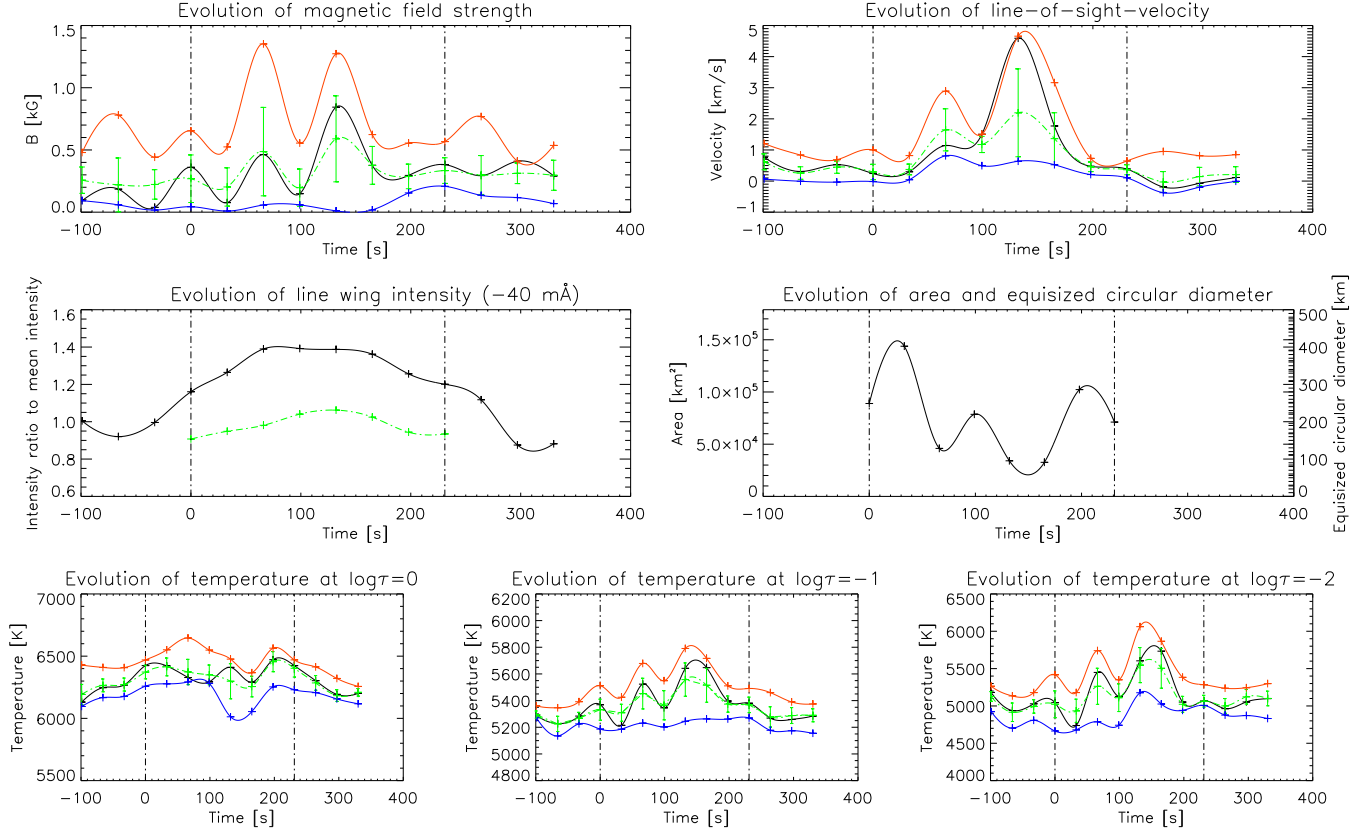 Evolution of magnetic field strength
1.5
1.0
0.5
0.0
B [kG]
-100 0 100 200 300 400
Time [s]
Evolution of line-of-sight-velocity
5
4
3
2
1
0
-1
Velocity [km/s]
-100 0 100 200 300 400
Time [s]
Evolution of line wing intensity (-40 mÅ)
1.6
1.4
1.2
1.0
0.8
0.6
Intensity ratio to mean intensity
-100 0 100 200 300 400
Time [s]
Evolution of area and equisized circular diameter
1.5×10⁵
1.0×10⁵
5.0×10⁴
0
Area [km²]
500
400
300
200
100
0
Equisized circular diameter [km]
-100 0 100 200 300 400
Time [s]
Evolution of temperature at logτ=0
7000
6500
6000
5500
Temperature [K]
-100 0 100 200 300 400
Time [s]
Evolution of temperature at logτ=-1
6200
6000
5800
5600
5400
5200
5000
4800
Temperature [K]
-100 0 100 200 300 400
Time [s]
Evolution of temperature at logτ=-2
6500
6000
5500
5000
4500
4000
Temperature [K]
-100 0 100 200 300 400
Time [s]